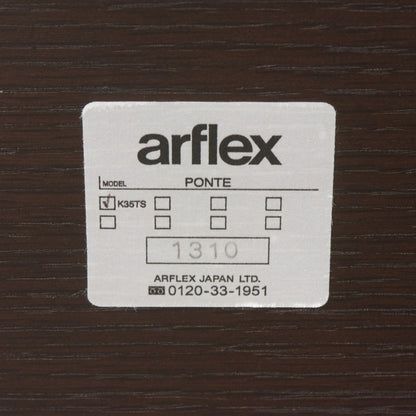 arflex
MODEL PONTE
K35TS
1310
ARFLEX JAPAN LTD.
0120-33-1951